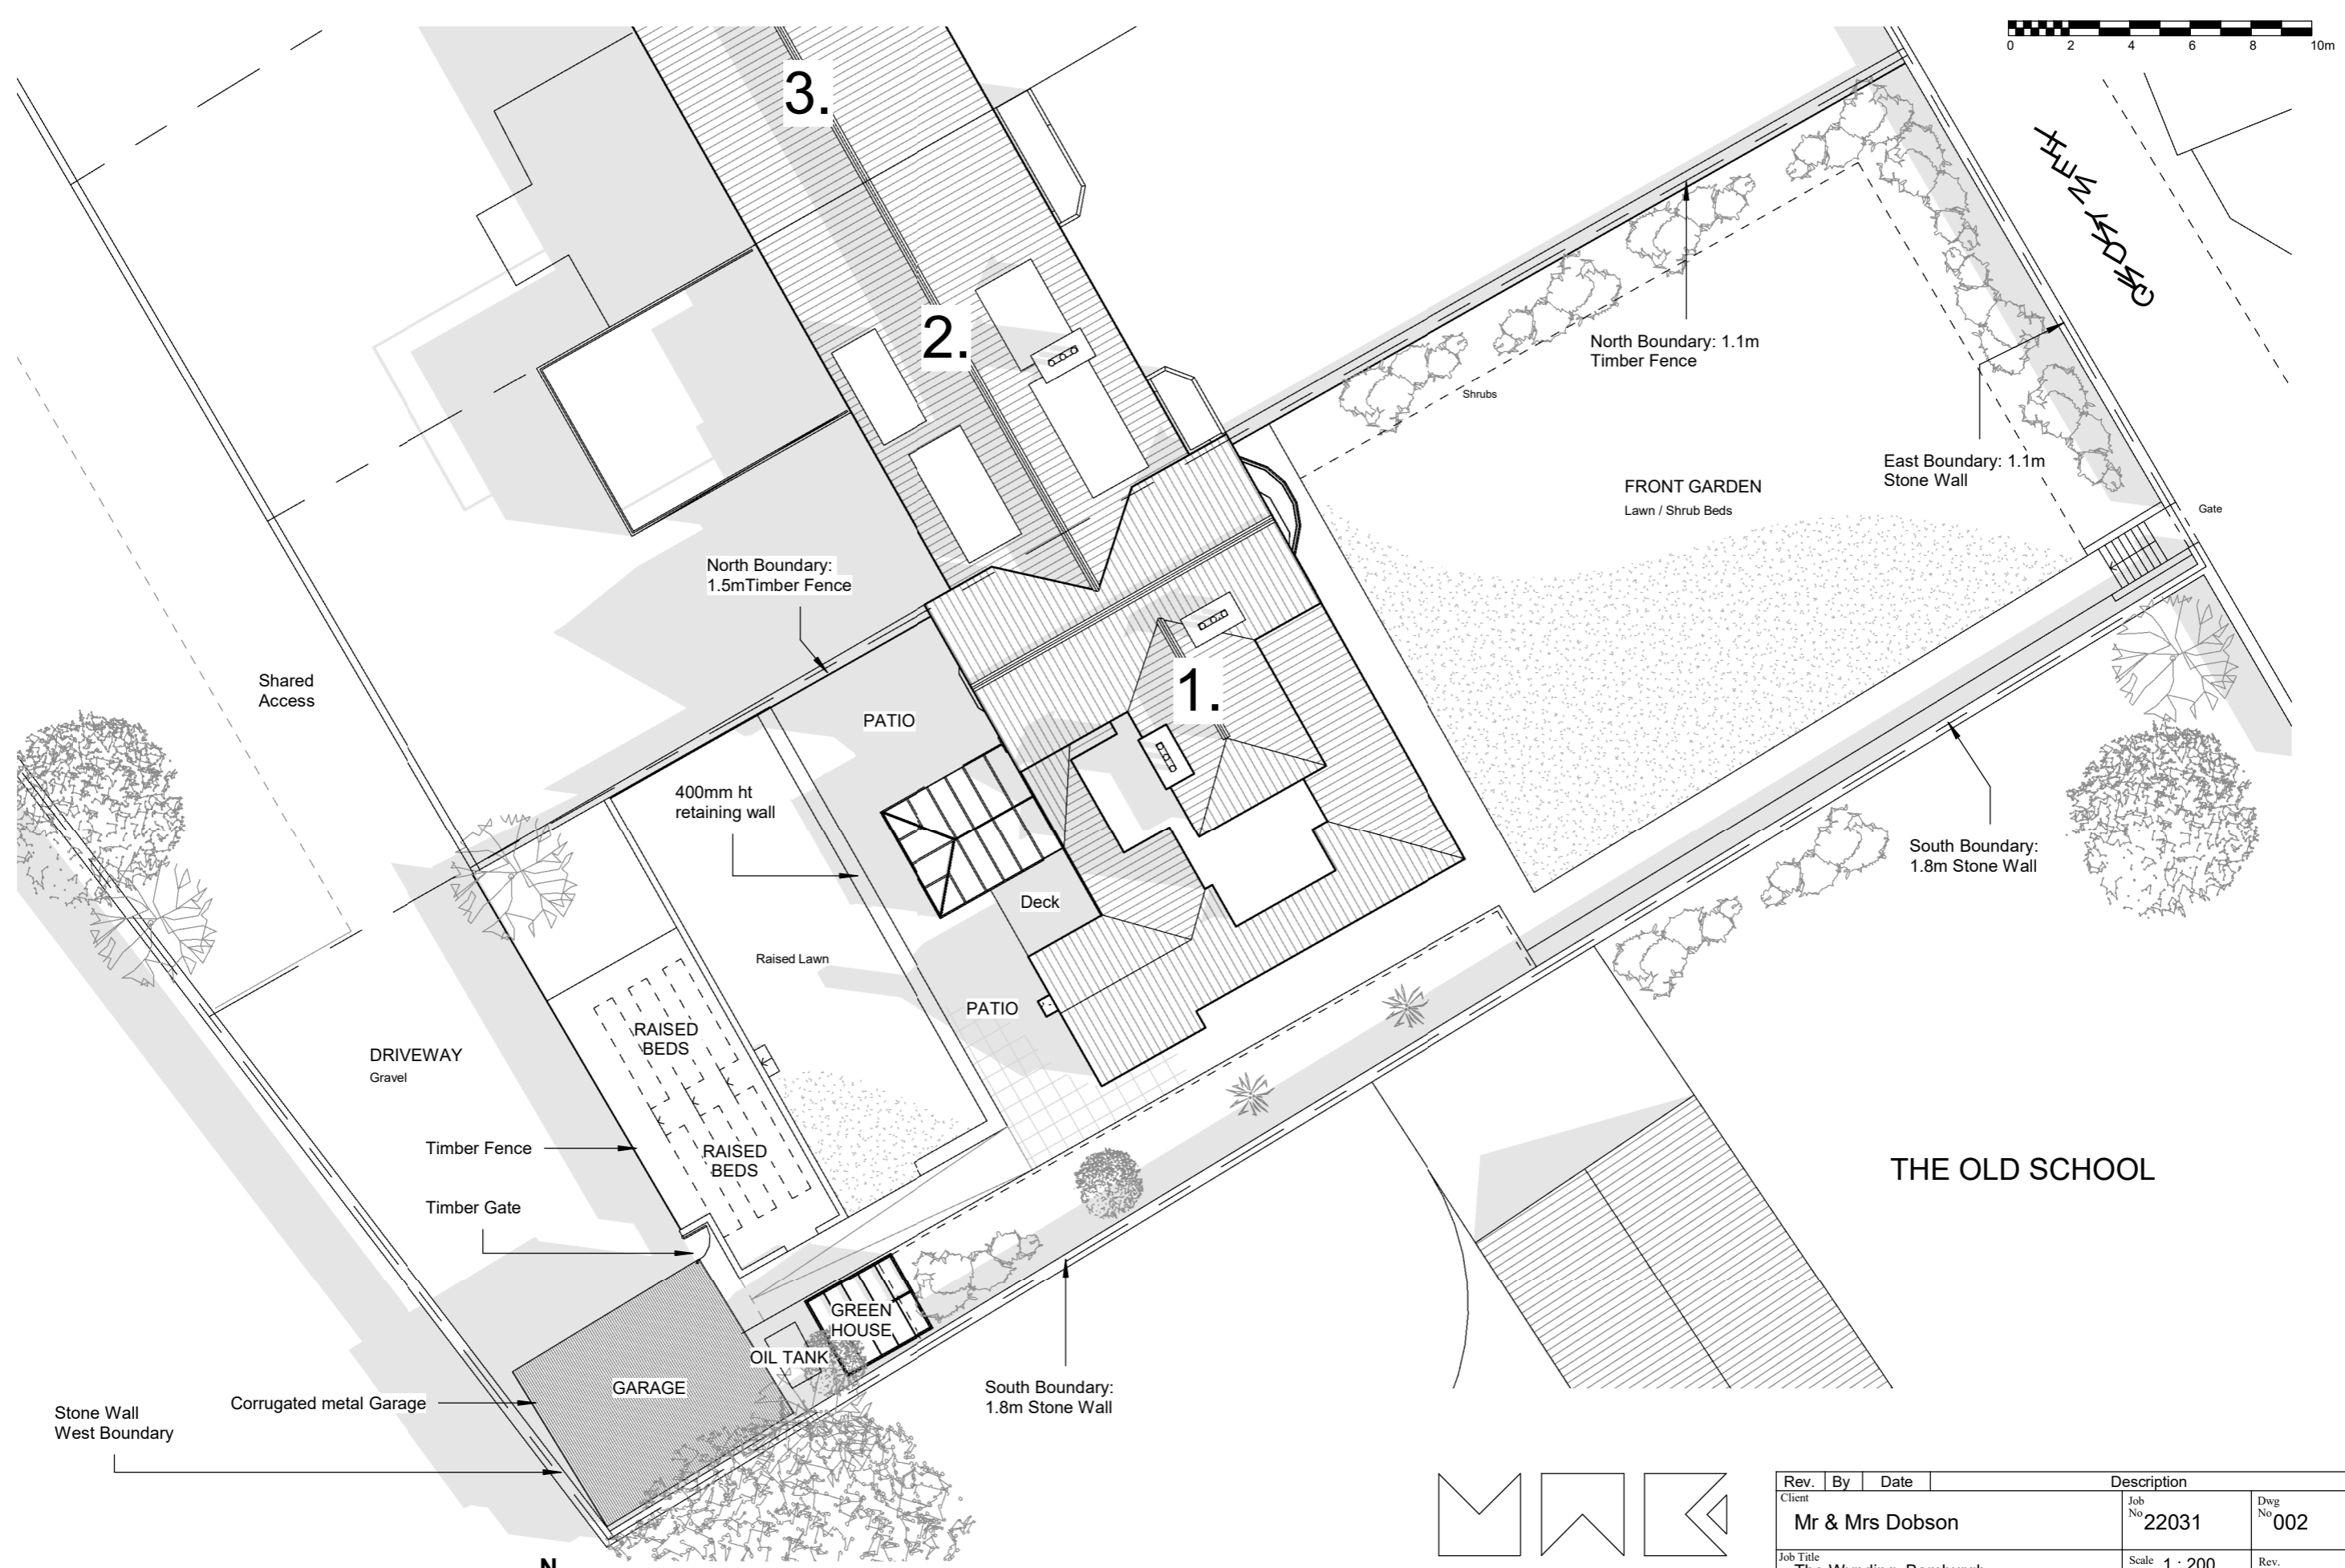 0 2 4 6 8 10m
3.
2.
1.
North Boundary: 1.1m
Timber Fence
Shrubs
East Boundary: 1.1m
Stone Wall
FRONT GARDEN
Lawn / Shrub Beds
Gate
North Boundary:
1.5mTimber Fence
Shared
Access
PATIO
400mm ht
retaining wall
Deck
South Boundary:
1.8m Stone Wall
Raised Lawn
PATIO
RAISED
BEDS
DRIVEWAY
Gravel
Timber Fence
RAISED
BEDS
THE OLD SCHOOL
Timber Gate
GREEN
HOUSE
OIL TANK
GARAGE
South Boundary:
1.8m Stone Wall
Corrugated metal Garage
Stone Wall
West Boundary
N
Rev. By Date Description
Client
Mr & Mrs Dobson
Job
No 22031
Dwg
No 002
Job Title
Scale 1 : 200
Rev.